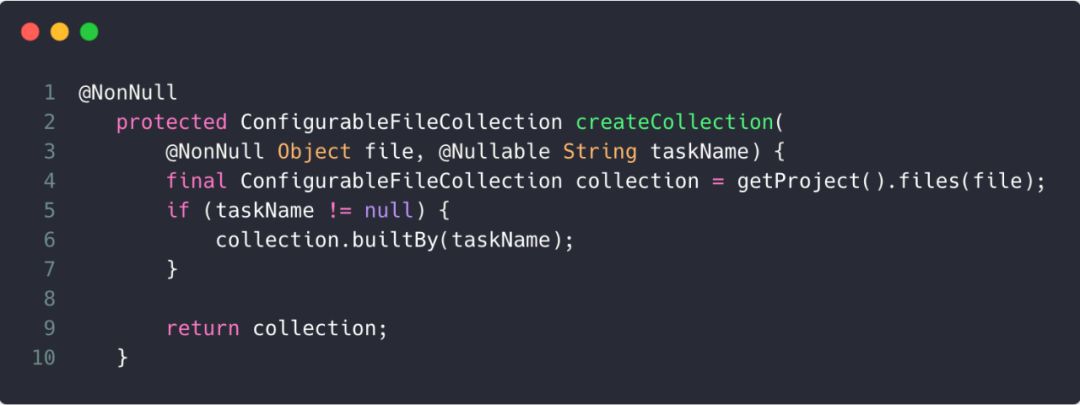 1 @NonNull
2    protected ConfigurableFileCollection createCollection(
3        @NonNull Object file, @Nullable String taskName) {
4        final ConfigurableFileCollection collection = getProject().files(file);
5        if (taskName != null) {
6            collection.builtBy(taskName);
7        }
8
9        return collection;
10    }